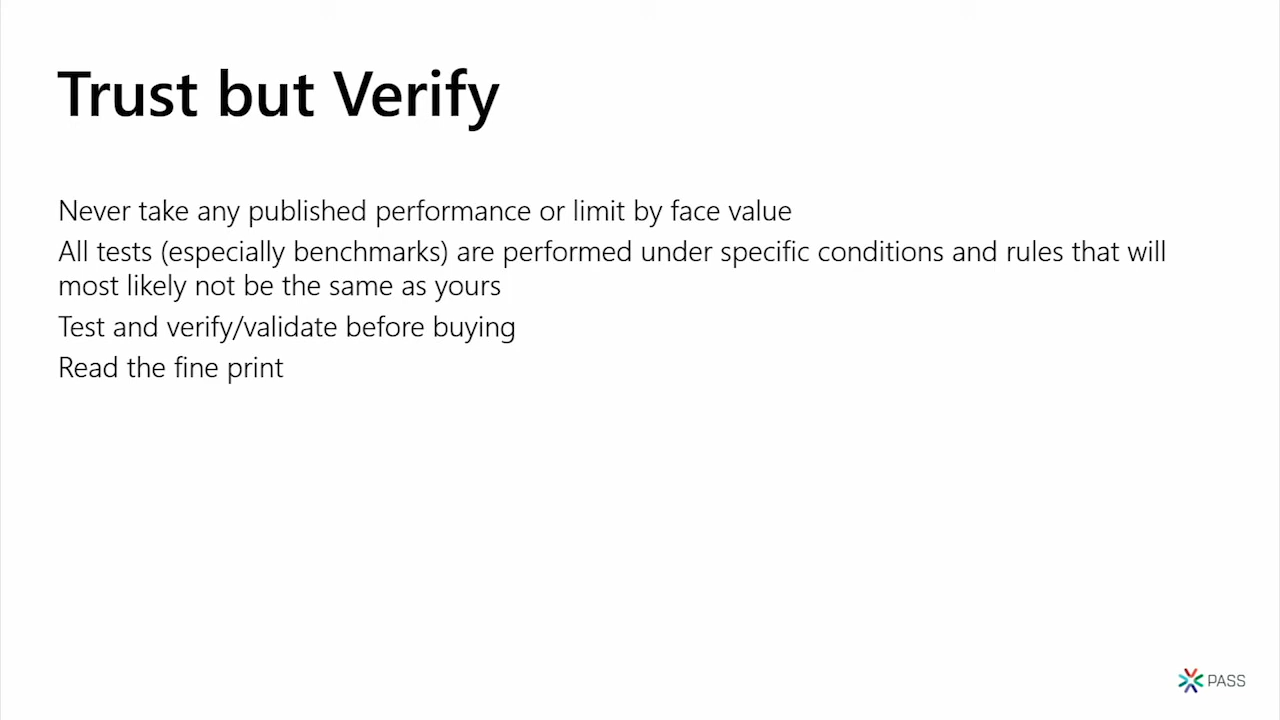 Trust but Verify
Never take any published performance or limit by face value
All tests (especially benchmarks) are performed under specific conditions and rules that will
most likely not be the same as yours
Test and verify/validate before buying
Read the fine print
PASS